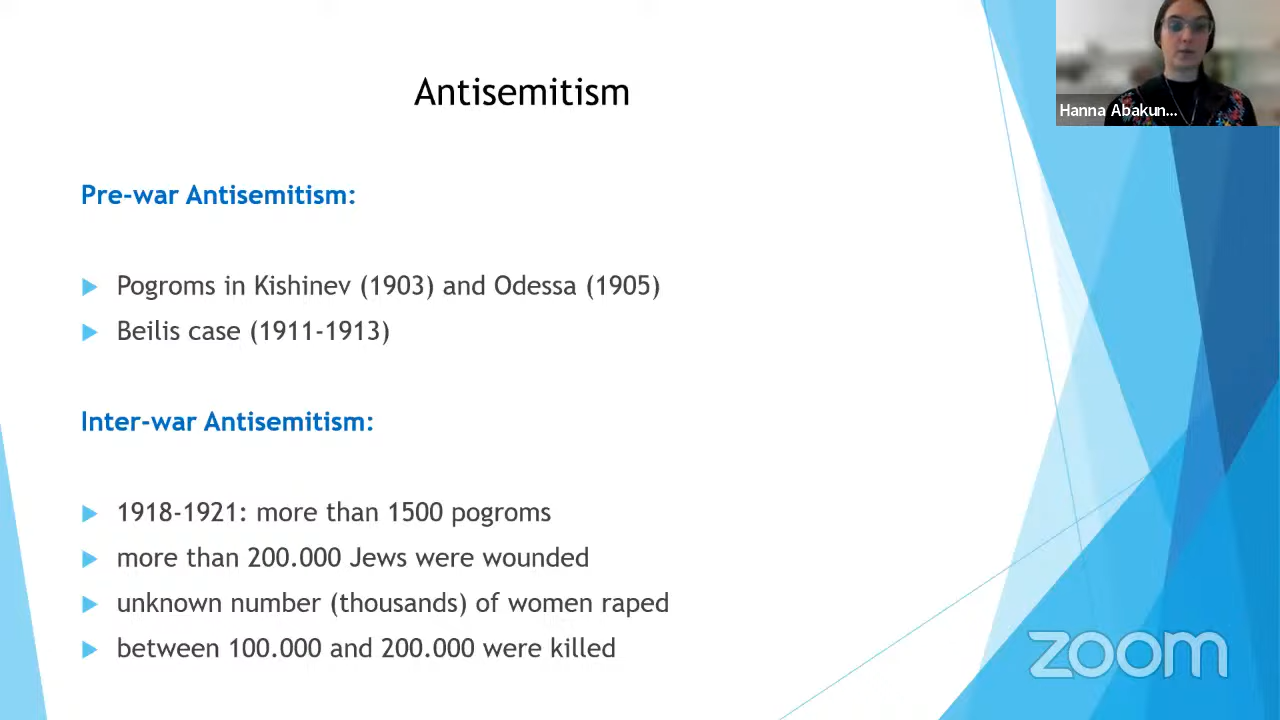 Antisemitism
Hanna Abakun...
Pre-war Antisemitism:
Pogroms in Kishinev (1903) and Odessa (1905)
Beilis case (1911-1913)
Inter-war Antisemitism:
1918-1921: more than 1500 pogroms
more than 200.000 Jews were wounded
unknown number (thousands) of women raped
between 100.000 and 200.000 were killed
zoom